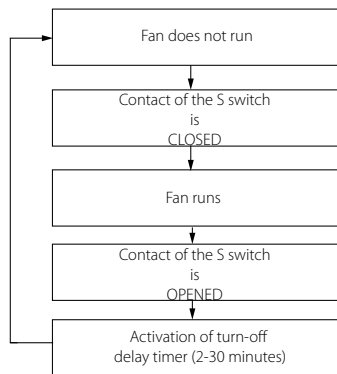 Fan does not run
Contact of the S switch
is
CLOSED
Fan runs
Contact of the S switch
is
OPENED
Activation of turn-off
delay timer (2-30 minutes)